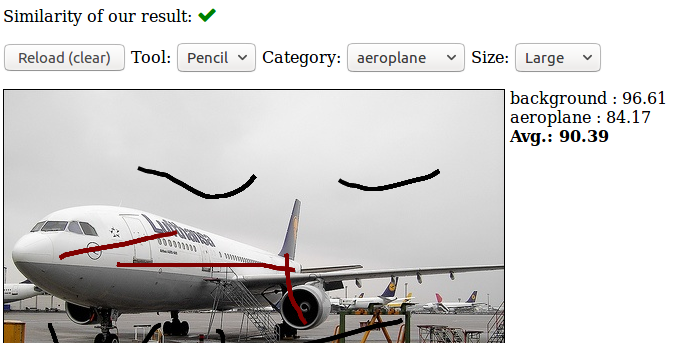 Similarity of our result: ✔
Reload (clear) Tool: Pencil Category: aeroplane Size: Large
background : 96.61
aeroplane : 84.17
Avg.: 90.39
Lufthansa